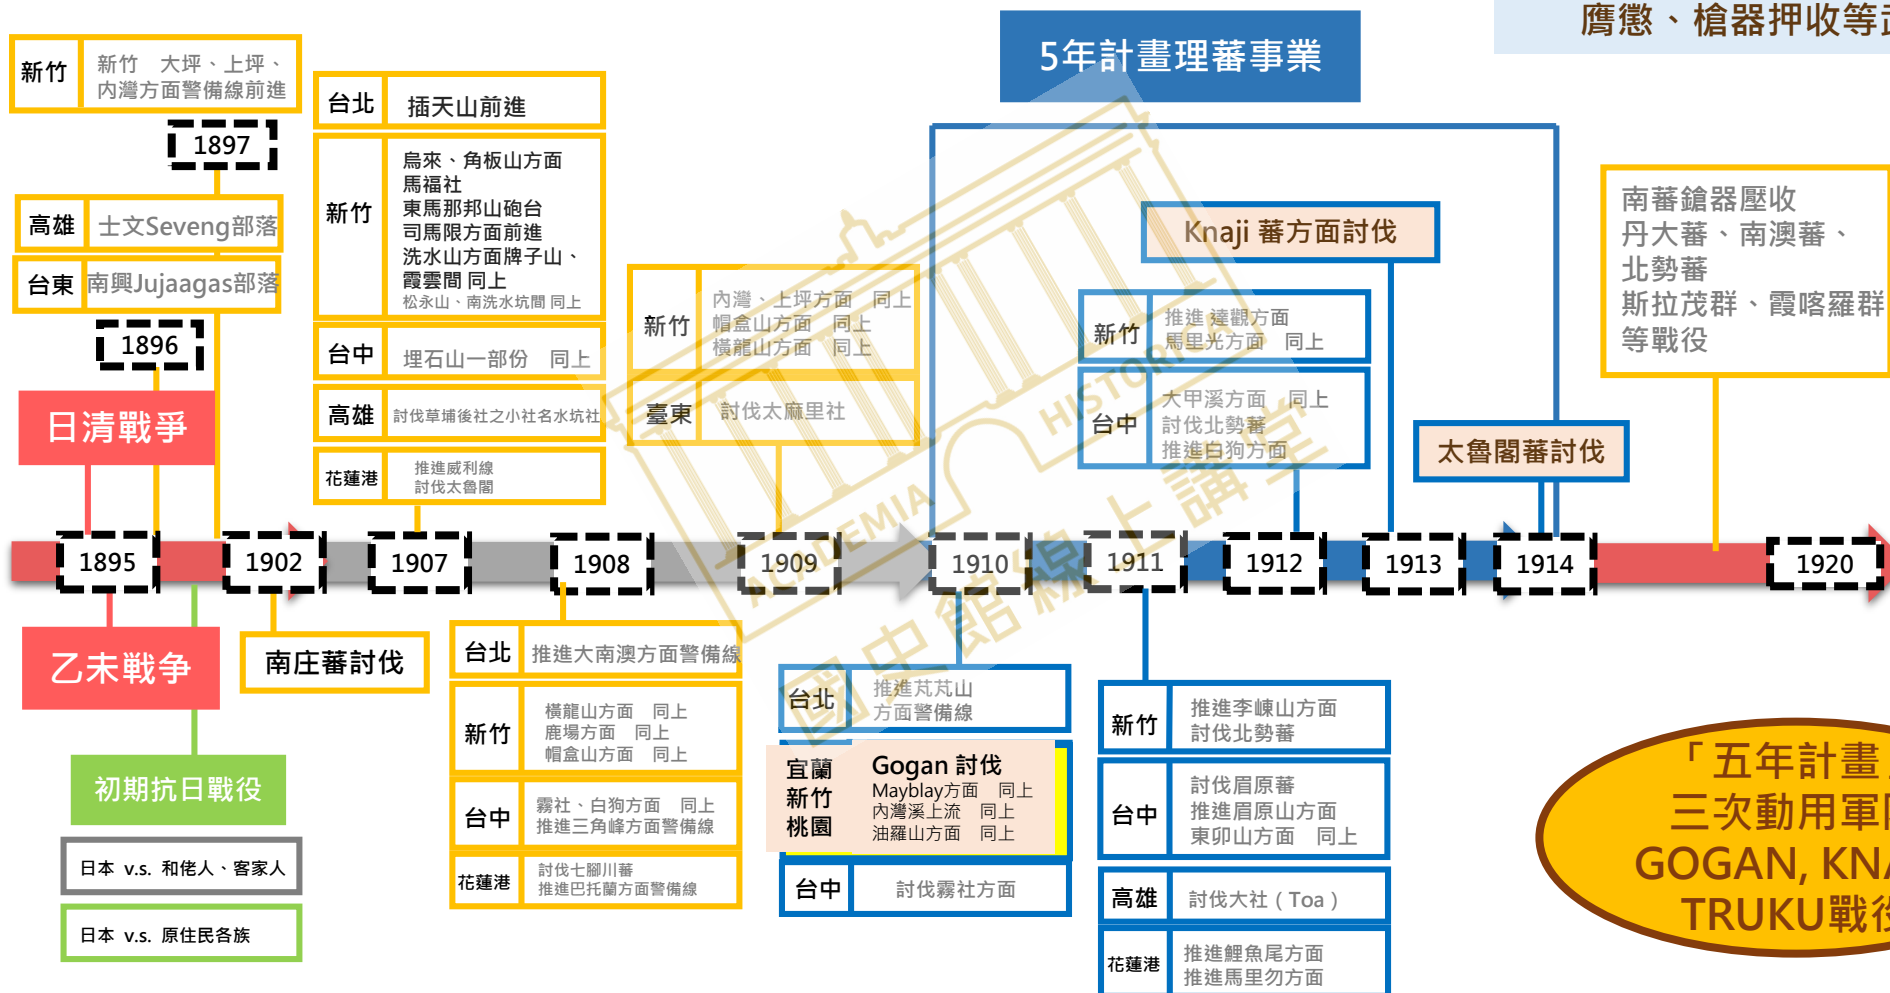 膺懲、槍器押收等
5年計畫理蕃事業
新竹
新竹　大坪、上坪、
內灣方面警備線前進
1897
高雄
士文Seveng部落
台東
南興Jujaagas部落
1896
日清戰爭
台北
插天山前進
新竹
烏來、角板山方面
馬福社
東馬那邦山砲台
司馬限方面前進
洗水山方面牌子山、
霞雲間 同上
松永山、南洗水坑間 同上
台中
埋石山一部份　同上
高雄
討伐草埔後社之小社名水坑社
花蓮港
推進威利線
討伐太魯閣
新竹
內灣、上坪方面　同上
帽盒山方面　同上
橫龍山方面　同上
臺東
討伐太麻里社
Knaji 蕃方面討伐
新竹
推進 達觀方面
馬里光方面　同上
台中
大甲溪方面　同上
討伐北勢蕃
推進白狗方面
太魯閣蕃討伐
南蕃鎗器壓收
丹大蕃、南澳蕃、
北勢蕃
斯拉茂群、霞喀羅群
等戰役
1895
1902
1907
1908
1909
1910
1911
1912
1913
1914
1920
乙未戰争
南庄蕃討伐
初期抗日戰役
日本 v.s. 和佬人、客家人
日本 v.s. 原住民各族
台北
推進大南澳方面警備線
新竹
橫龍山方面　同上
鹿場方面　同上
帽盒山方面　同上
台中
霧社、白狗方面　同上
推進三角峰方面警備線
花蓮港
討伐七腳川蕃
推進巴托蘭方面警備線
台北
推進芃芃山
方面警備線
宜蘭
新竹
桃園
Gogan 討伐
Mayblay方面　同上
內灣溪上流　同上
油羅山方面　同上
台中
討伐霧社方面
新竹
推進李崠山方面
討伐北勢蕃
台中
討伐眉原蕃
推進眉原山方面
東卯山方面　同上
高雄
討伐大社（Toa）
花蓮港
推進鯉魚尾方面
推進馬里勿方面
「五年計畫」
三次動用軍
GOGAN, KNA
TRUKU戰役
ACADEMIA HISTORICA
國史館線上講堂